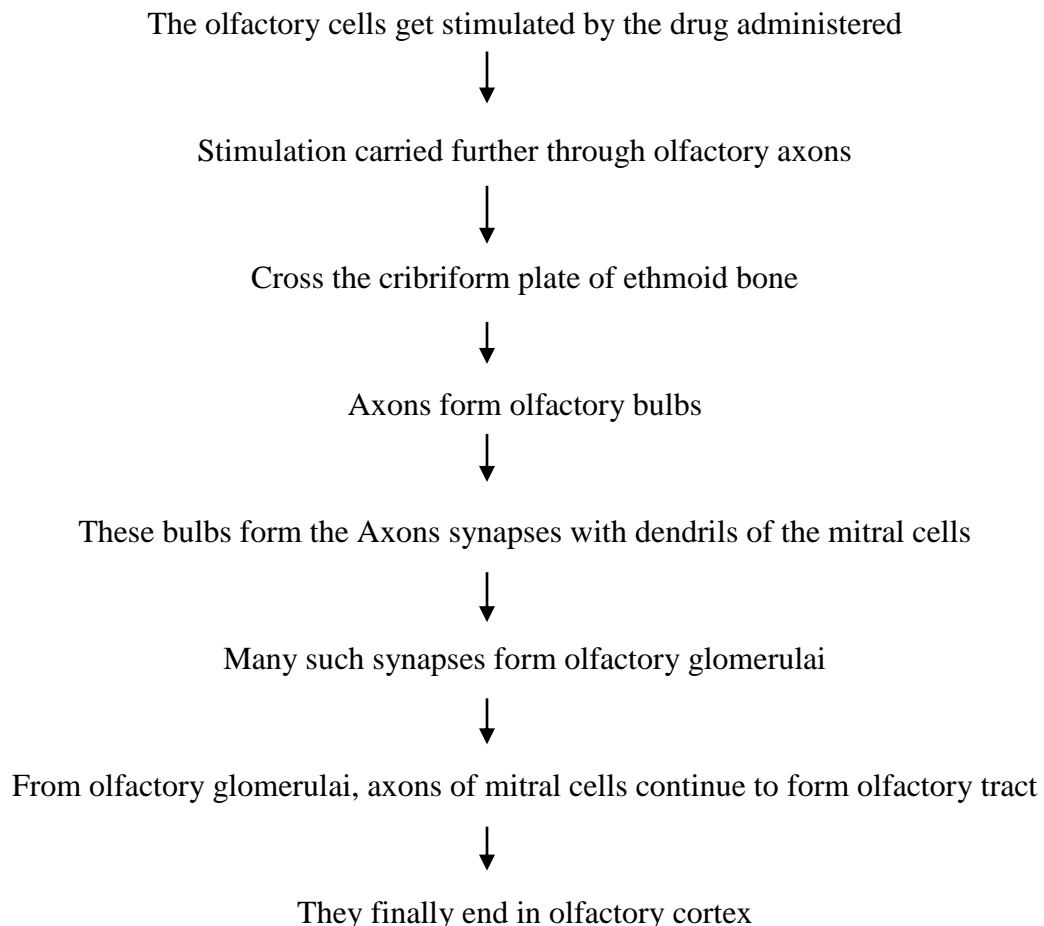 The olfactory cells get stimulated by the drug administered
Stimulation carried further through olfactory axons
Cross the cribriform plate of ethmoid bone
Axons form olfactory bulbs
These bulbs form the Axons synapses with dendrils of the mitral cells
Many such synapses form olfactory glomerulai
From olfactory glomerulai, axons of mitral cells continue to form olfactory tract
They finally end in olfactory cortex